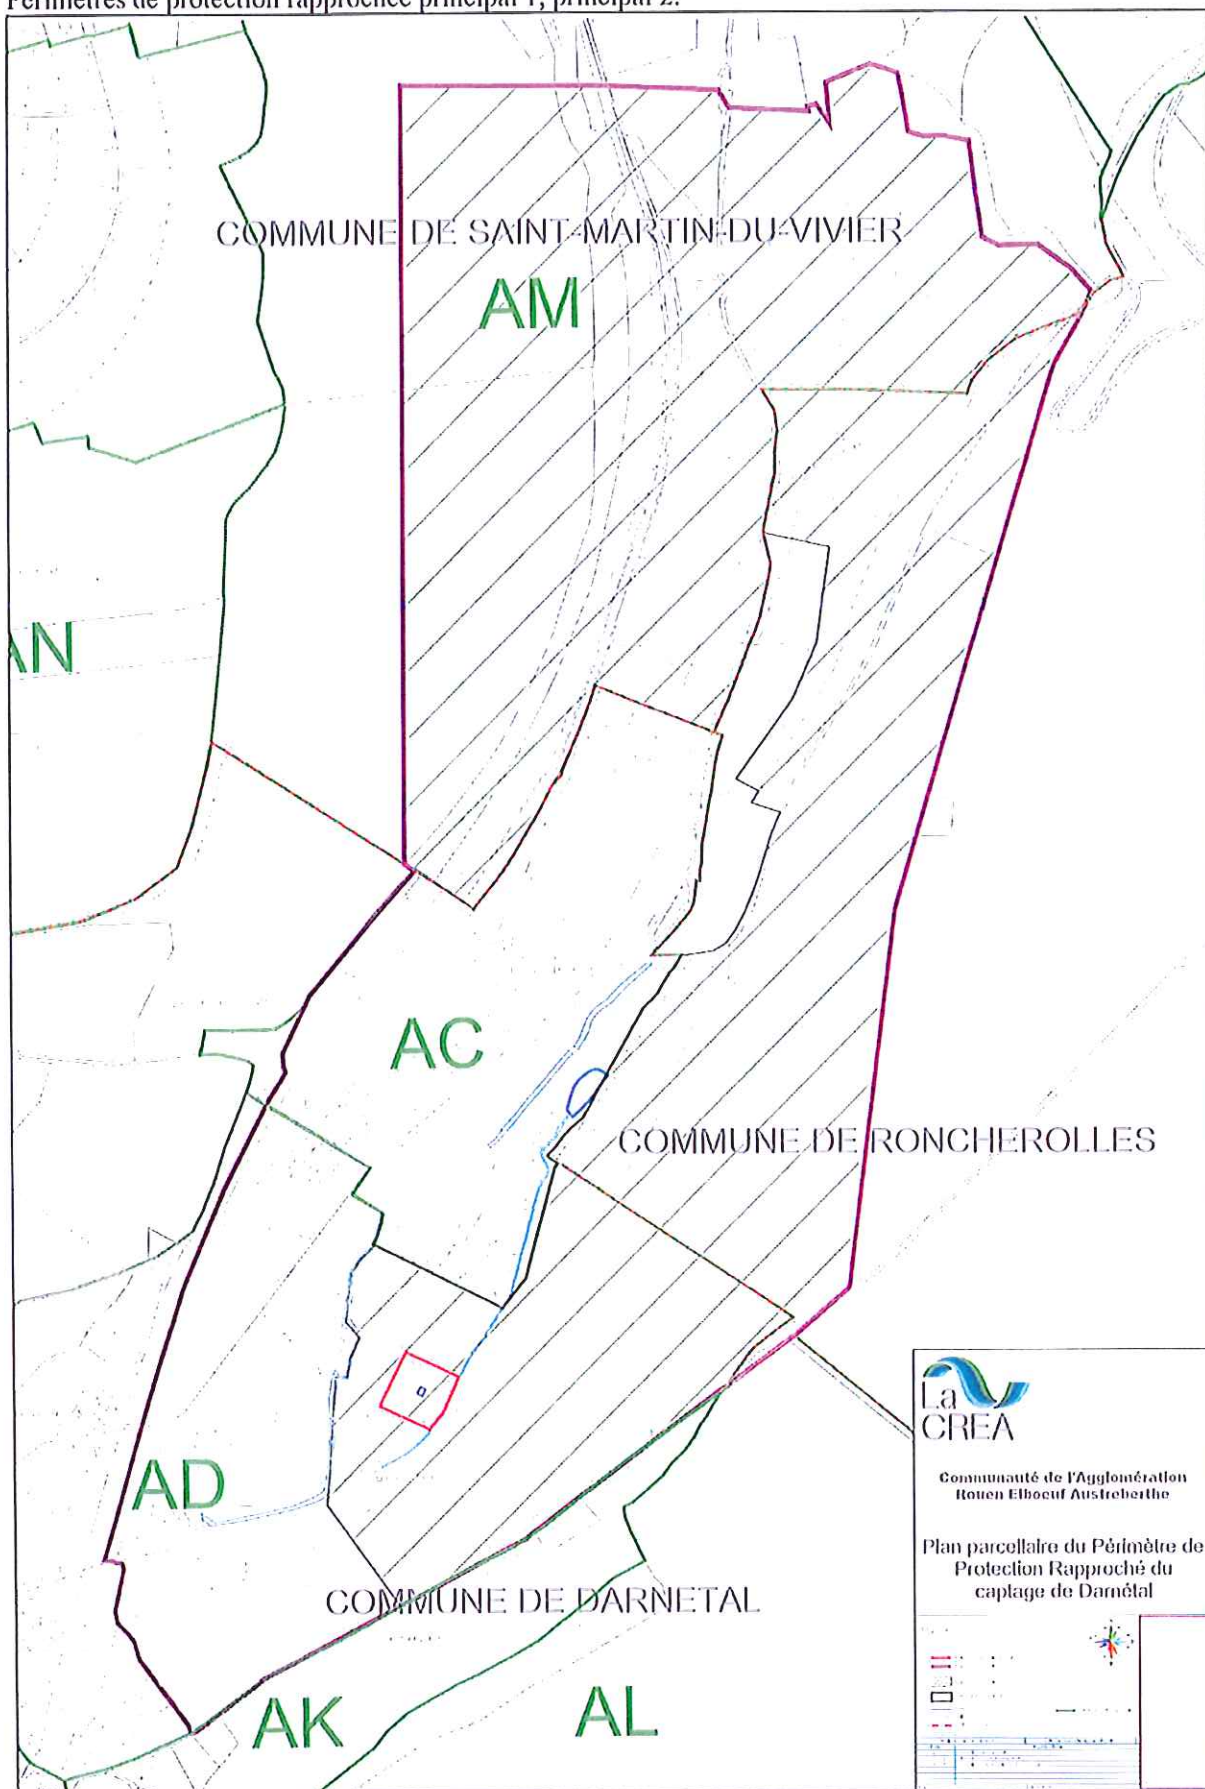 Périmètres de protection rapprochée principal 1, principal 2.
COMMUNE DE SAINT-MARTIN-DU-VIVIER
AM
AN
AC
COMMUNE DE RONCHEROLLES
AD
COMMUNE DE DARNETAL
AK
AL
La
CREA
Communauté de l'Agglomération
Rouen Elboeuf Austreberthe
Plan parcellaire du Périmètre de
Protection Rapproché du
captage de Darnétal